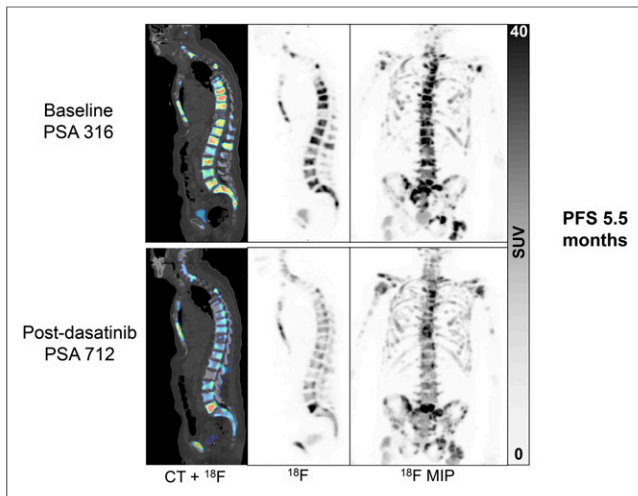 Baseline
PSA 316
Post-dasatinib
PSA 712
40
SUV
0
PFS 5.5
months
CT + ¹⁸F
¹⁸F
¹⁸F MIP